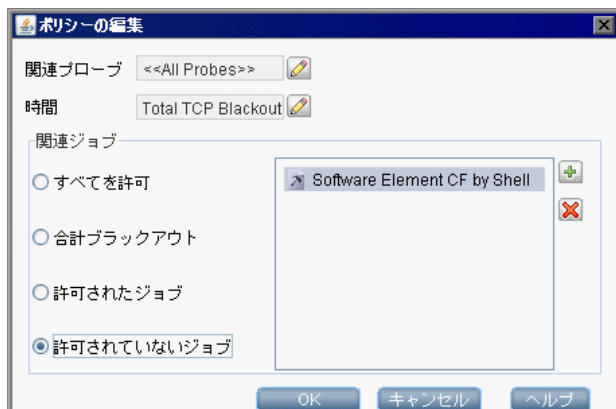 ポリシーの編集
関連プローブ <<All Probes>>
時間 Total TCP Blackout
関連ジョブ
すべてを許可
Software Element CF by Shell
合計ブラックアウト
許可されたジョブ
許可されていないジョブ
OK キャンセル ヘルプ